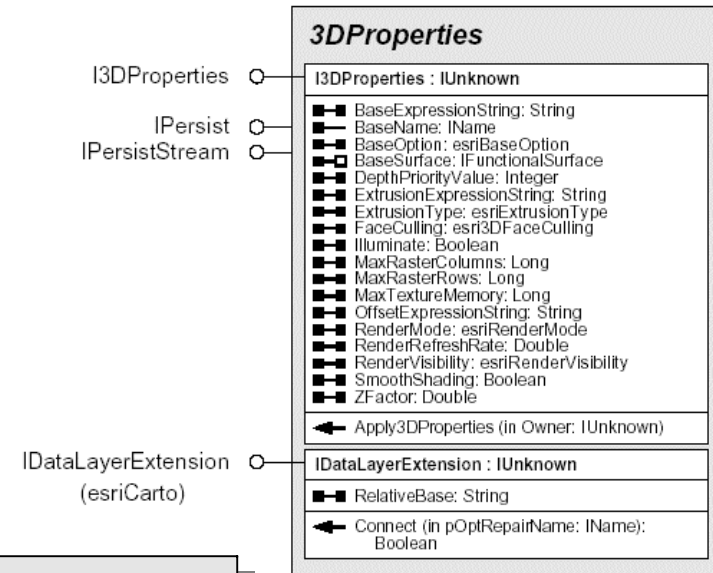 3DProperties
I3DProperties
I3DProperties : IUnknown
IPersist
IPersistStream
BaseExpressionString: String
BaseName: IName
BaseOption: esriBaseOption
BaseSurface: IFunctionalSurface
DepthPriorityValue: Integer
ExtrusionExpressionString: String
ExtrusionType: esriExtrusionType
FaceCulling: esri3DFaceCulling
Illuminate: Boolean
MaxRasterColumns: Long
MaxRasterRows: Long
MaxTextureMemory: Long
OffsetExpressionString: String
RenderMode: esriRenderMode
RenderRefreshRate: Double
RenderVisibility: esriRenderVisibility
SmoothShading: Boolean
ZFactor: Double
Apply3DProperties (in Owner: IUnknown)
IDataLayerExtension
(esriCarto)
IDataLayerExtension : IUnknown
RelativeBase: String
Connect (in pOptRepairName: IName):
Boolean